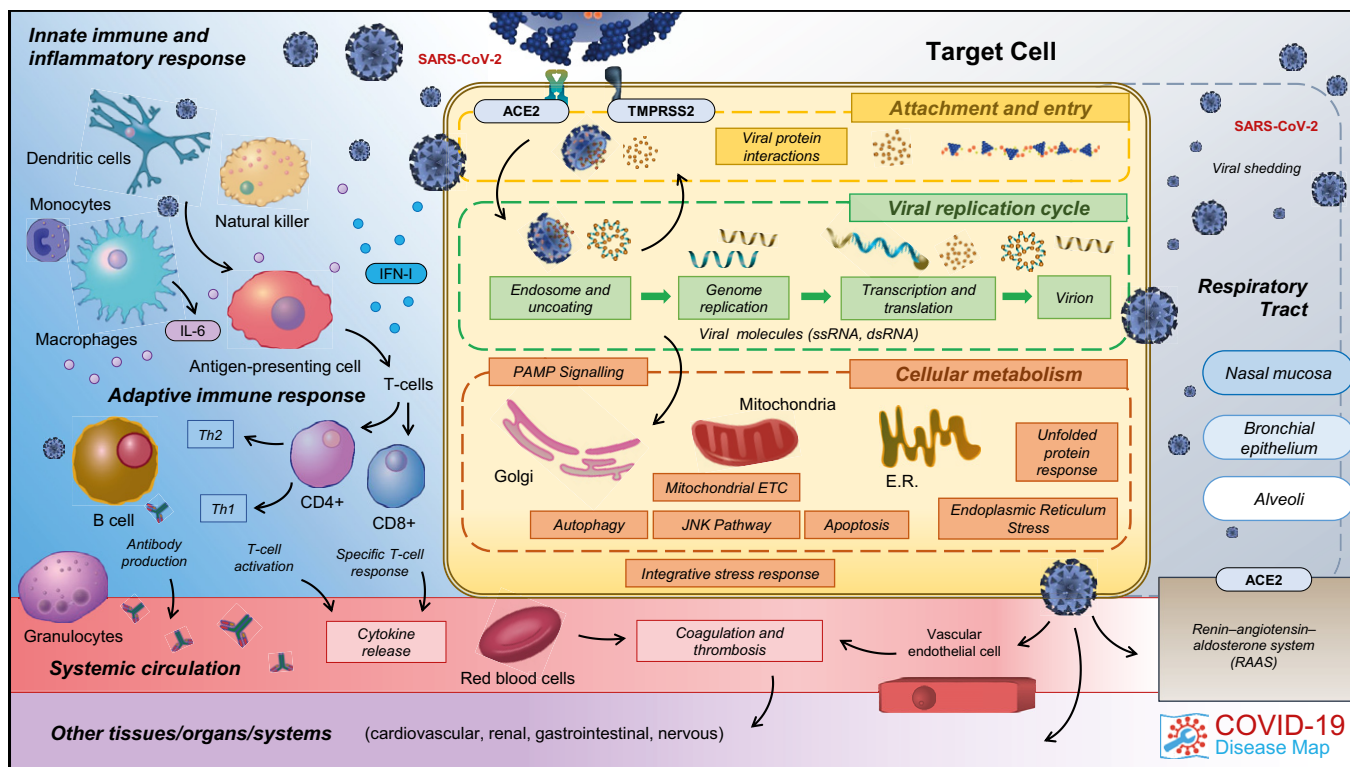 Innate immune and
inflammatory response
SARS-CoV-2
Target Cell
ACE2
TMPRSS2
Attachment and entry
Viral protein
interactions
SARS-CoV-2
Viral shedding
Dendritic cells
Natural killer
Monocytes
Macrophages
IL-6
IFN-I
Antigen-presenting cell
Viral replication cycle
Endosome and
uncoating
Genome
replication
Transcription and
translation
Virion
Viral molecules (ssRNA, dsRNA)
Respiratory
Tract
Nasal mucosa
Bronchial
epithelium
Alveoli
T-cells
Adaptive immune response
Th2
Th1
CD4+
CD8+
B cell
Antibody
production
T-cell
activation
Specific T-cell
response
PAMP Signalling
Cellular metabolism
Golgi
Mitochondria
E.R.
Unfolded
protein
response
Mitochondrial ETC
Autophagy
JNK Pathway
Apoptosis
Endoplasmic Reticulum
Stress
Integrative stress response
Granulocytes
Systemic circulation
Cytokine
release
Red blood cells
Coagulation and
thrombosis
Vascular
endothelial cell
ACE2
Renin–angiotensin–
aldosterone system
(RAAS)
Other tissues/organs/systems
(cardiovascular, renal, gastrointestinal, nervous)
COVID-19
Disease Map